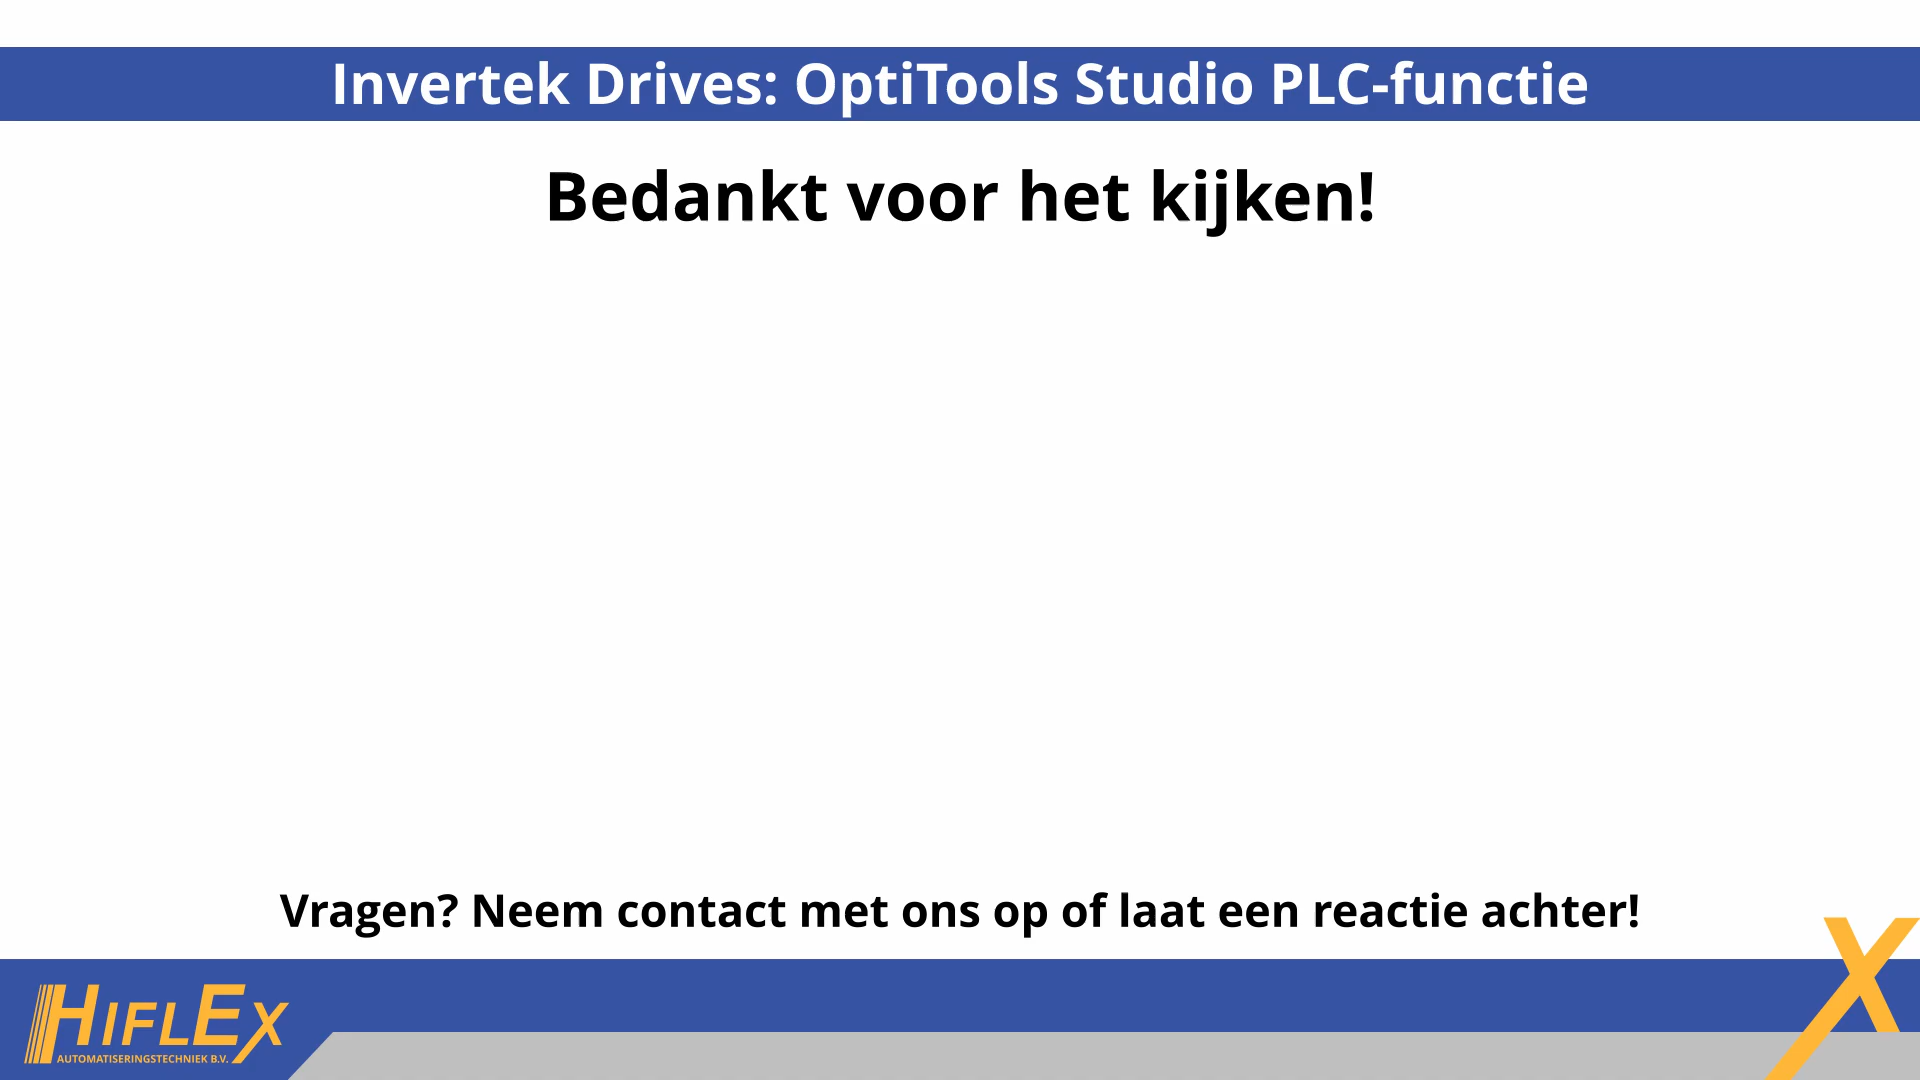 Invertek Drives: OptiTools Studio PLC-functie
Bedankt voor het kijken!
Vragen? Neem contact met ons op of laat een reactie achter!
HIFLEX
AUTOMATISERINGSTECHNIEK B.V.
X